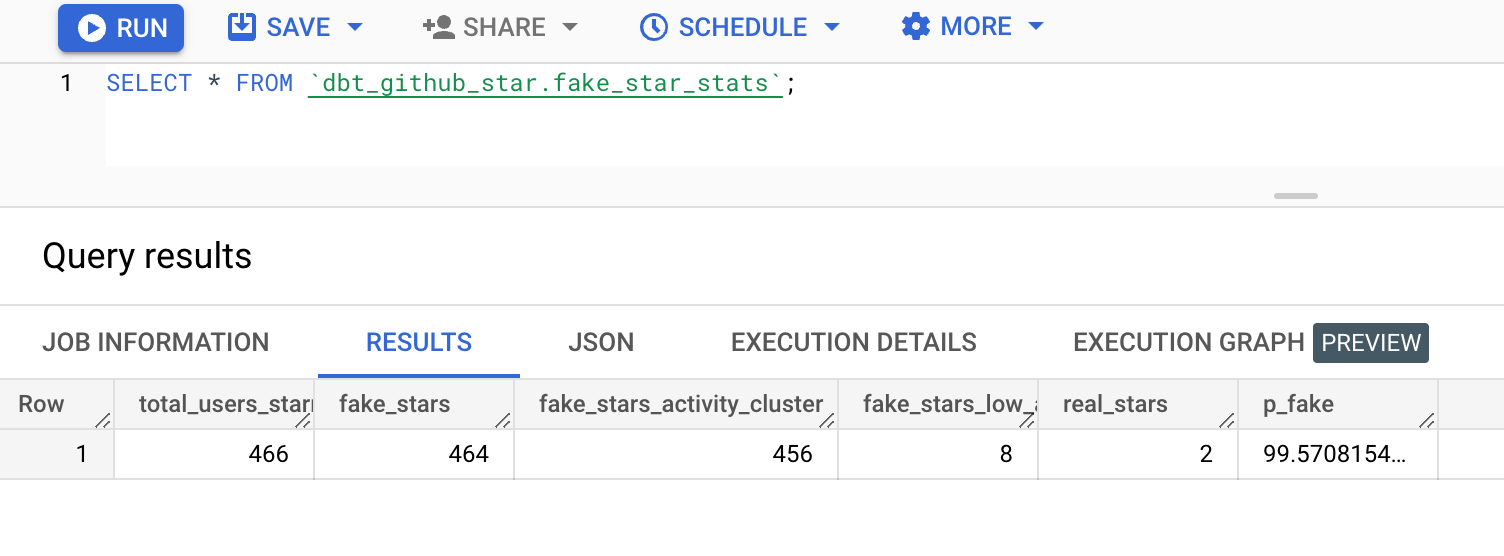 RUN SAVE SHARE SCHEDULE MORE
1 SELECT * FROM `dbt_github_star.fake_star_stats`;
Query results
JOB INFORMATION RESULTS JSON EXECUTION DETAILS EXECUTION GRAPH PREVIEW
Row total_users_starr fake_stars fake_stars_activity_cluster fake_stars_low_a real_stars p_fake
1 466 464 456 8 2 99.5708154...